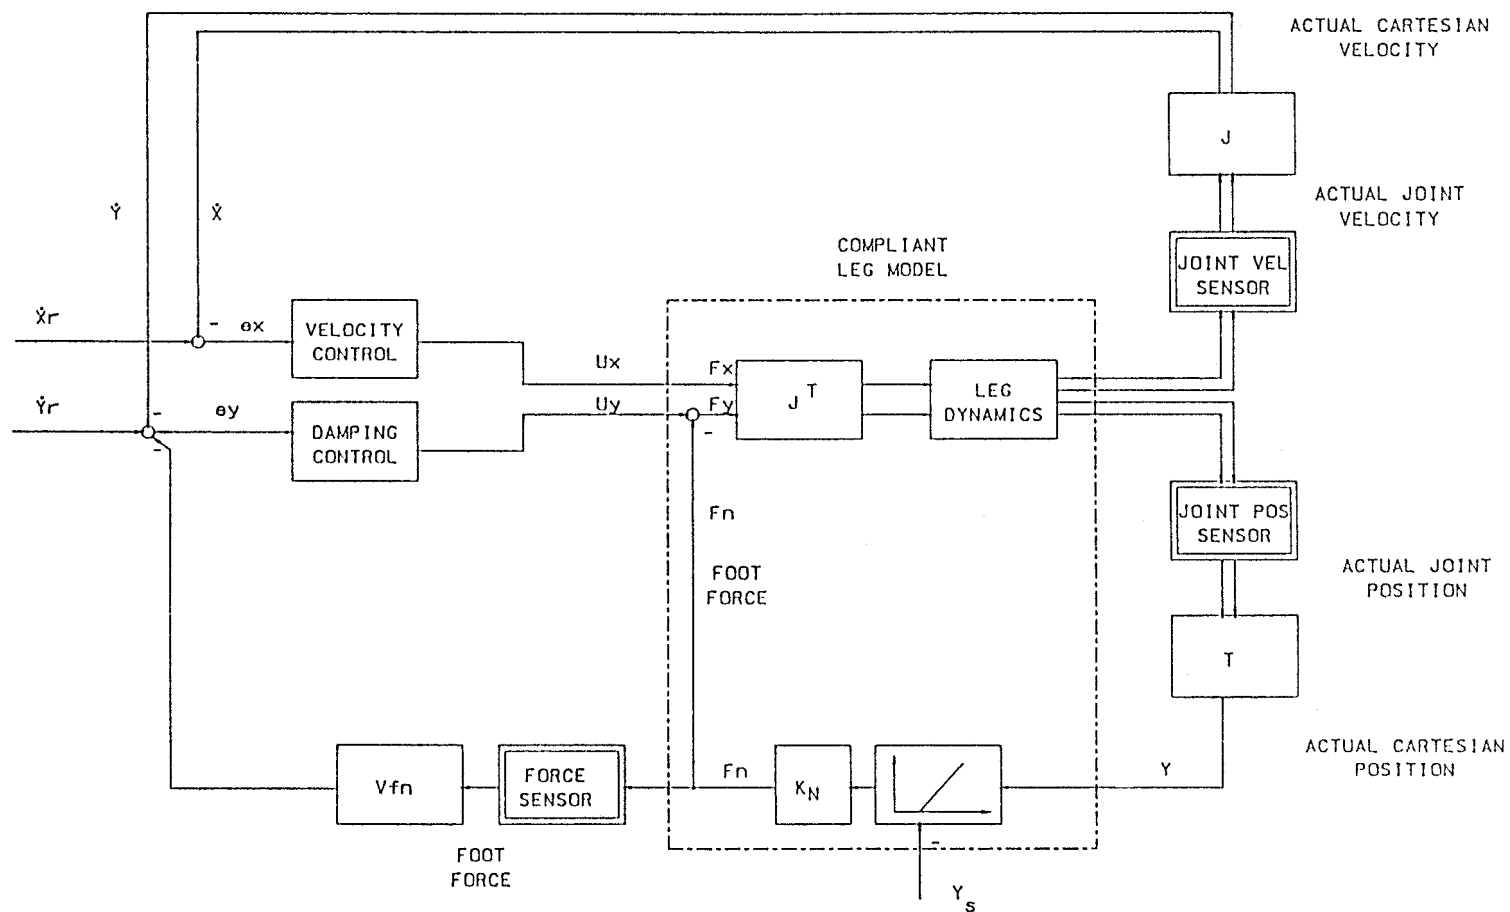 ACTUAL CARTESIAN
VELOCITY
J
ACTUAL JOINT
VELOCITY
Ẏ
Ẋ
COMPLIANT
LEG MODEL
JOINT VEL
SENSOR
Ẋr
-
ex
VELOCITY
CONTROL
Ux
Fx
Ẏr
-
ey
-
DAMPING
CONTROL
Uy
Fy
-
J^T
LEG
DYNAMICS
Fn
JOINT POS
SENSOR
FOOT
FORCE
ACTUAL JOINT
POSITION
T
ACTUAL CARTESIAN
POSITION
Vfn
FORCE
SENSOR
Fn
K_N
Y
FOOT
FORCE
-
Y_s